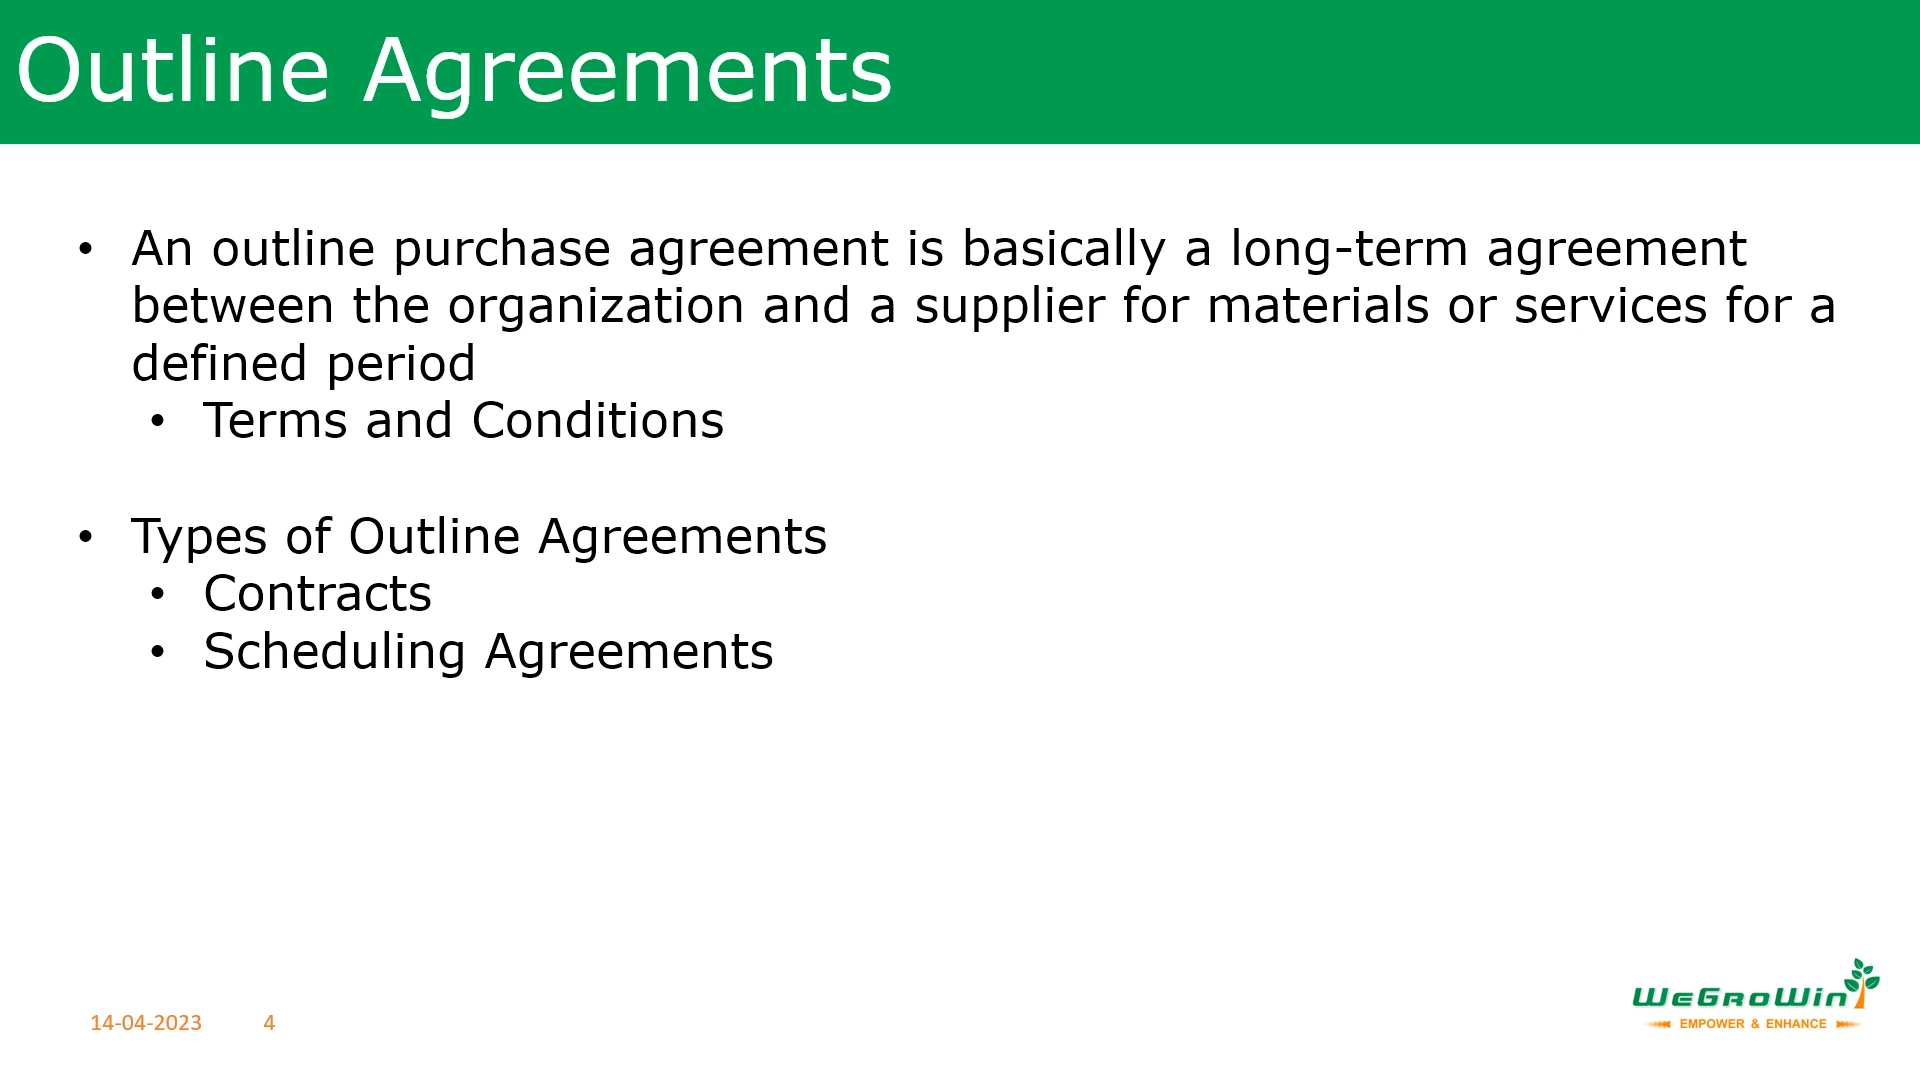 Outline Agreements
• An outline purchase agreement is basically a long-term agreement
between the organization and a supplier for materials or services for a
defined period
• Terms and Conditions
• Types of Outline Agreements
• Contracts
• Scheduling Agreements
14-04-2023 4
WeGroWin
EMPOWER & ENHANCE